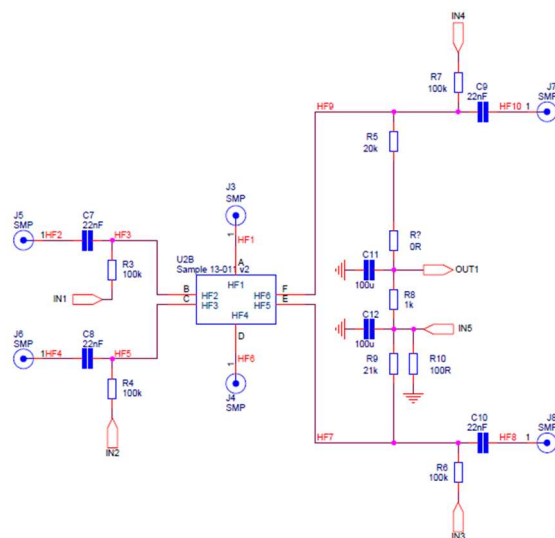 IN4
R7
100k
C9
22nF
J7
SMP
HF9
HF10
1
R5
20k
J3
SMP
J5
SMP
C7
22nF
1
HF2
HF3
1
HF1
R?
0R
U2B
Sample 13-011 v2
A
C11
100u
OUT1
R3
100k
B
C
HF1
HF2
HF3
HF6
HF5
HF4
F
E
R8
1k
IN1
C12
100u
IN5
J6
SMP
C8
22nF
1
HF4
HF5
D
1
HF6
R9
21k
R10
100R
R4
100k
J4
SMP
C10
22nF
J8
SMP
HF7
HF8
1
IN2
R6
100k
IN3